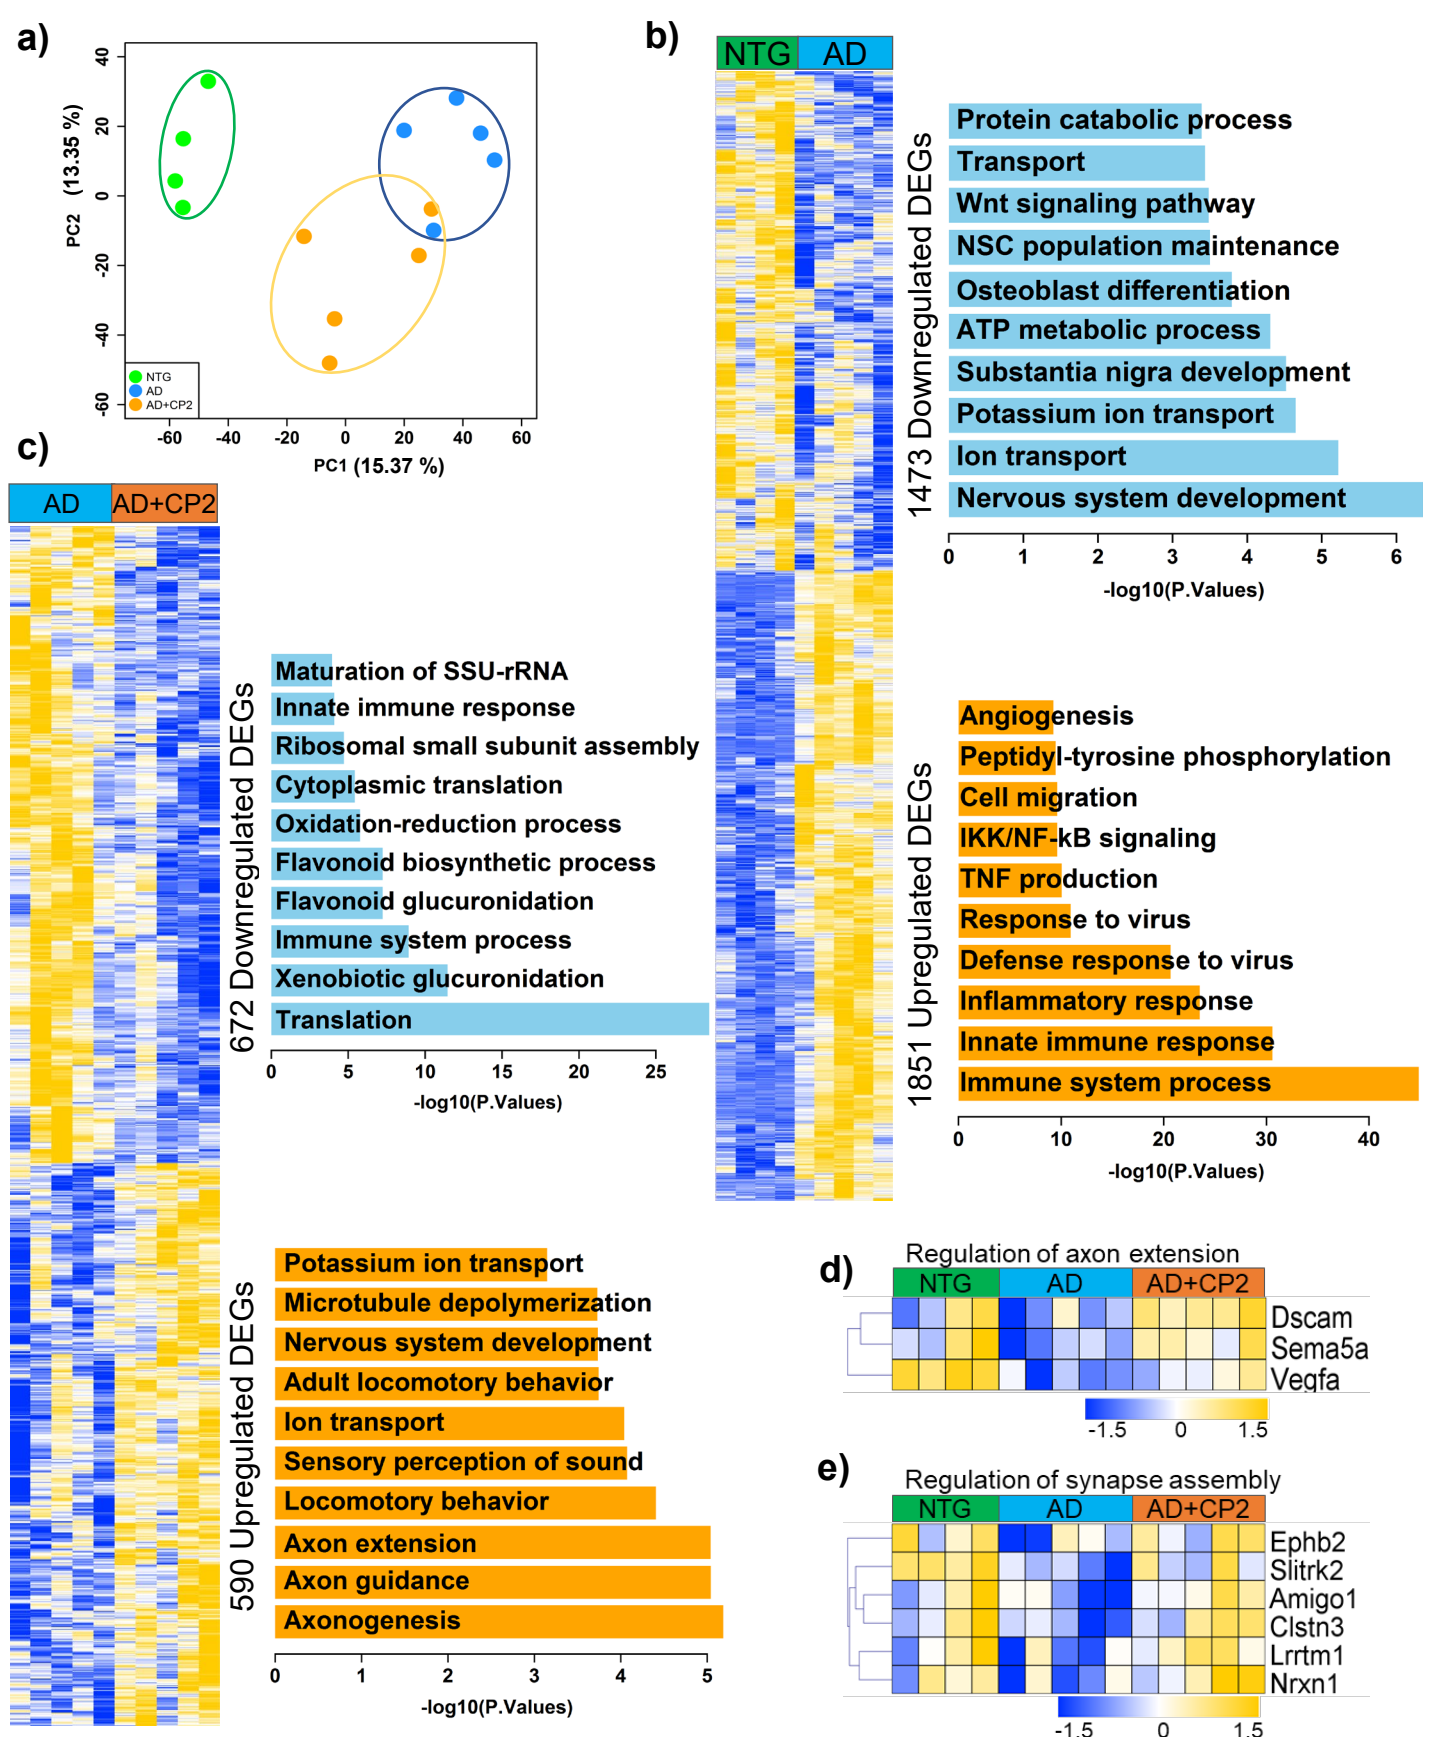 a)
40
20
0
-20
-40
-60
PC2 (13.35 %)
NTG
AD
AD+CP2
-60 -40 -20 0 20 40 60
PC1 (15.37 %)
b)
NTG AD
1473 Downregulated DEGs
Protein catabolic process
Transport
Wnt signaling pathway
NSC population maintenance
Osteoblast differentiation
ATP metabolic process
Substantia nigra development
Potassium ion transport
Ion transport
Nervous system development
0 1 2 3 4 5 6
-log10(P.Values)
1851 Upregulated DEGs
Angiogenesis
Peptidyl-tyrosine phosphorylation
Cell migration
IKK/NF-kB signaling
TNF production
Response to virus
Defense response to virus
Inflammatory response
Innate immune response
Immune system process
0 10 20 30 40
-log10(P.Values)
c)
AD AD+CP2
672 Downregulated DEGs
Maturation of SSU-rRNA
Innate immune response
Ribosomal small subunit assembly
Cytoplasmic translation
Oxidation-reduction process
Flavonoid biosynthetic process
Flavonoid glucuronidation
Immune system process
Xenobiotic glucuronidation
Translation
0 5 10 15 20 25
-log10(P.Values)
590 Upregulated DEGs
Potassium ion transport
Microtubule depolymerization
Nervous system development
Adult locomotory behavior
Ion transport
Sensory perception of sound
Locomotory behavior
Axon extension
Axon guidance
Axonogenesis
0 1 2 3 4 5
-log10(P.Values)
d)
Regulation of axon extension
NTG AD AD+CP2
Dscam
Sema5a
Vegfa
-1.5 0 1.5
e)
Regulation of synapse assembly
NTG AD AD+CP2
Ephb2
Slitrk2
Amigo1
Clstn3
Lrrtm1
Nrxn1
-1.5 0 1.5